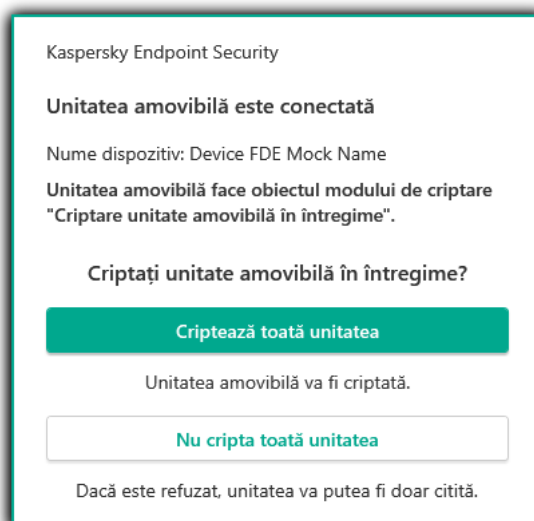 Kaspersky Endpoint Security
Unitatea amovibilă este conectată
Nume dispozitiv: Device FDE Mock Name
Unitatea amovibilă face obiectul modului de criptare
"Criptare unitate amovibilă în întregime".
Criptați unitate amovibilă în întregime?
Criptează toată unitatea
Unitatea amovibilă va fi criptată.
Nu cripta toată unitatea
Dacă este refuzat, unitatea va putea fi doar citită.